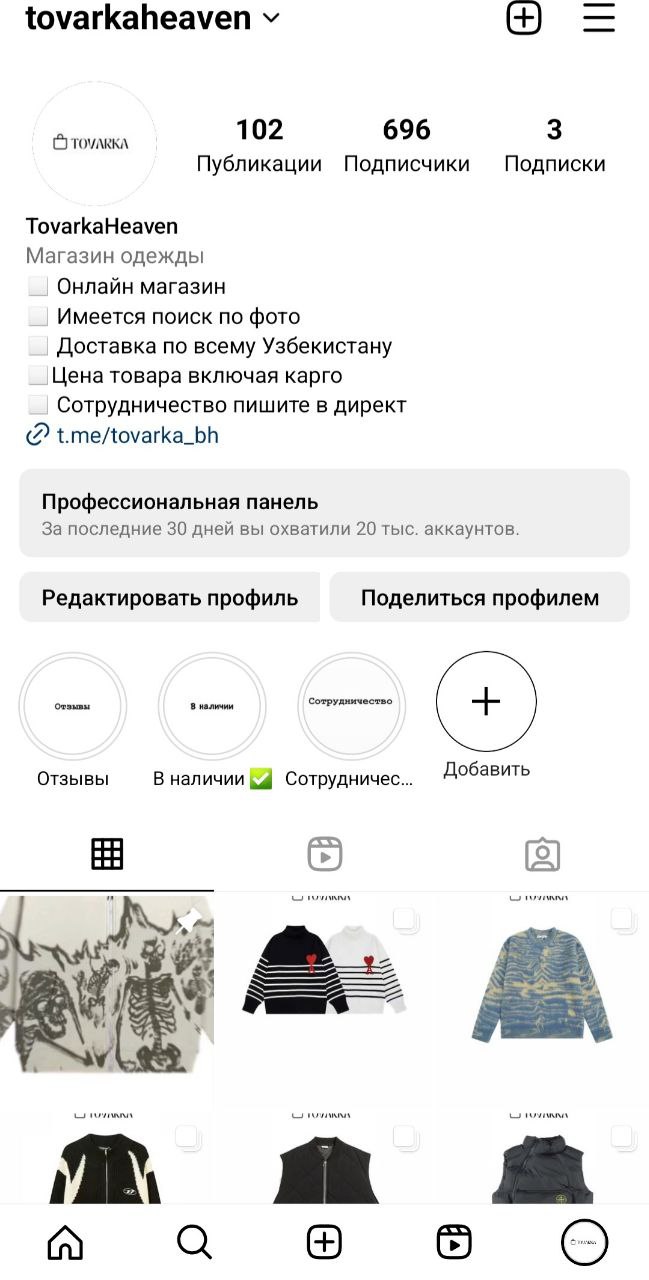 tovarkaheaven
TOVARKA
102
696
3
Публикации
Подписчики
Подписки
TovarkaHeaven
Магазин одежды
Онлайн магазин
Имеется поиск по фото
Доставка по всему Узбекистану
Цена товара включая карго
Сотрудничество пишите в директ
t.me/tovarka_bh
Профессиональная панель
За последние 30 дней вы охватили 20 тыс. аккаунтов.
Редактировать профиль
Поделиться профилем
Отзывы
В наличии
Сотрудничество
Отзывы
В наличии ✅
Сотрудничес...
Добавить
TOVARKA
TOVARKA
TOVARKA
TOVARKA
TOVARKA
TOVARKA